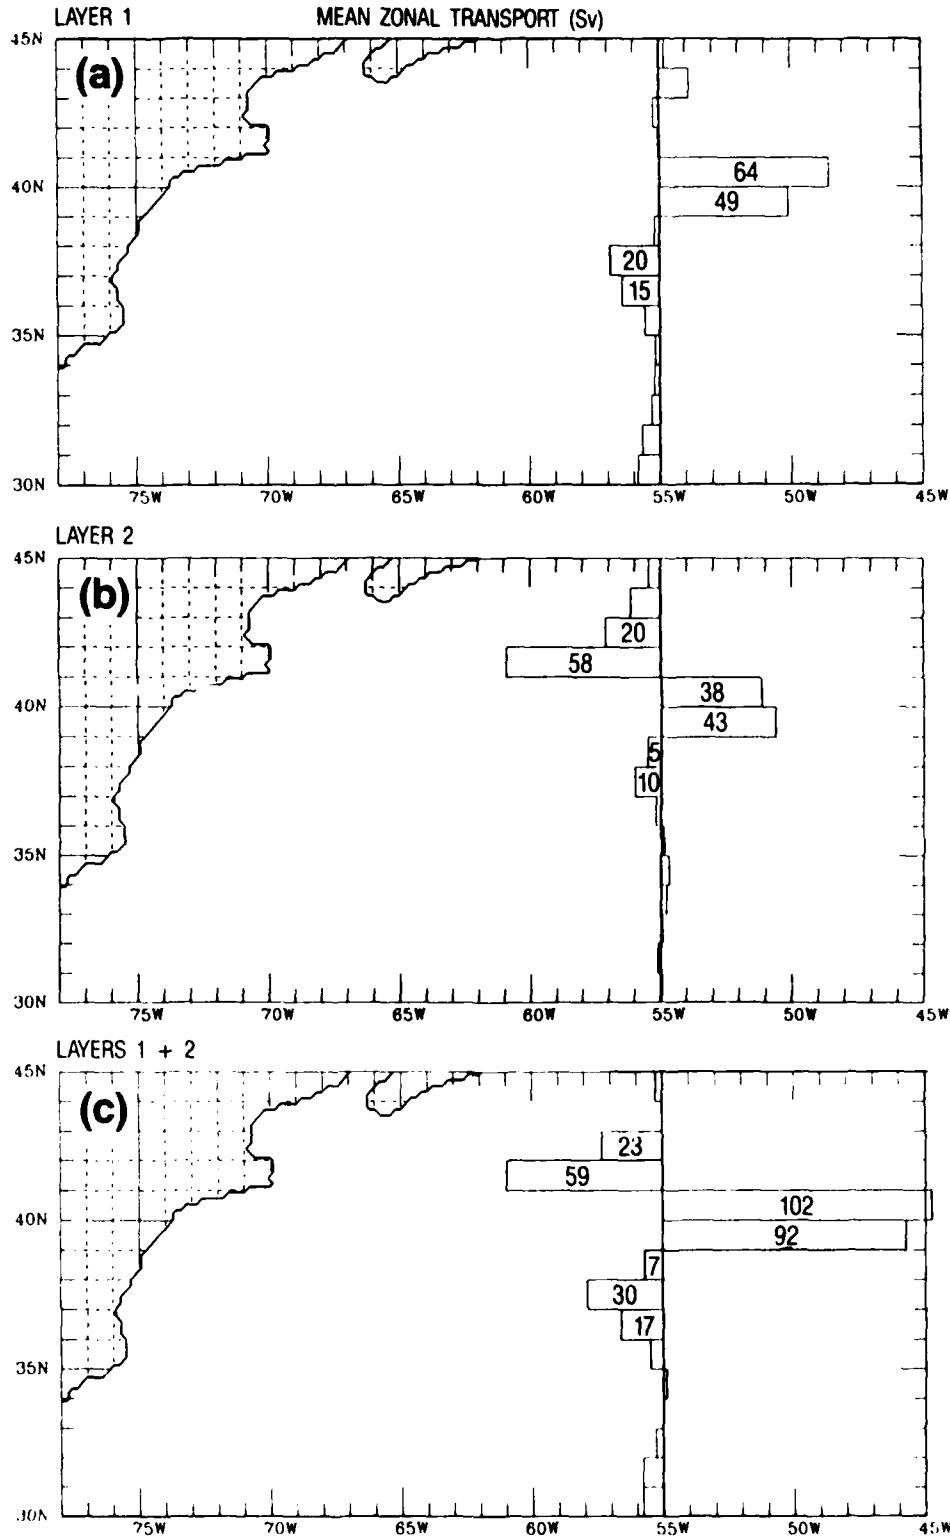 LAYER 1 MEAN ZONAL TRANSPORT (Sv)
45N
(a)
64
40N
49
20
15
35N
30N
75W 70W 65W 60W 55W 50W 45W
LAYER 2
45N
(b)
20
58
38
40N
43
5
10
35N
30N
75W 70W 65W 60W 55W 50W 45W
LAYERS 1 + 2
45N
(c)
23
59
102
40N
92
7
30
17
35N
30N
75W 70W 65W 60W 55W 50W 45W